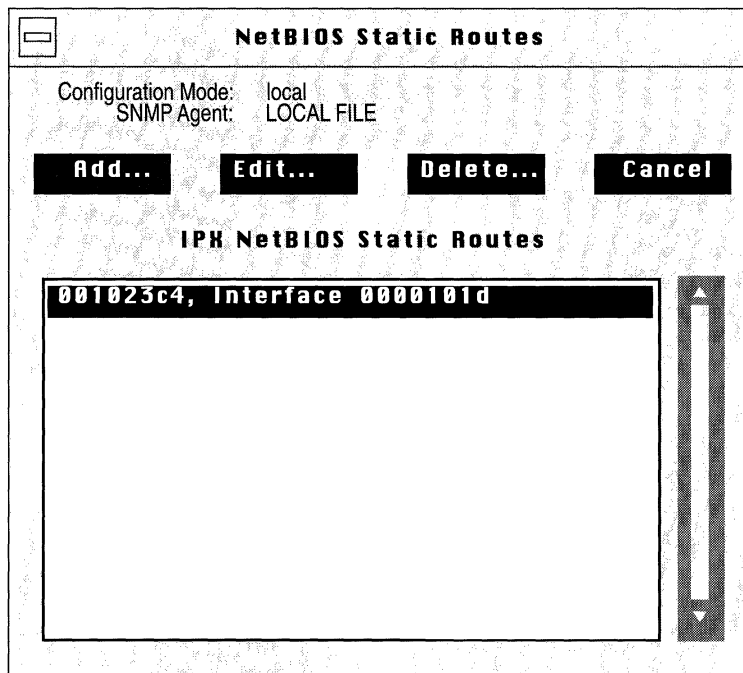 NetBIOS Static Routes
Configuration Mode: local
SNMP Agent: LOCAL FILE
Add... Edit... Delete... Cancel
IPX NetBIOS Static Routes
001023c4, Interface 0000101d